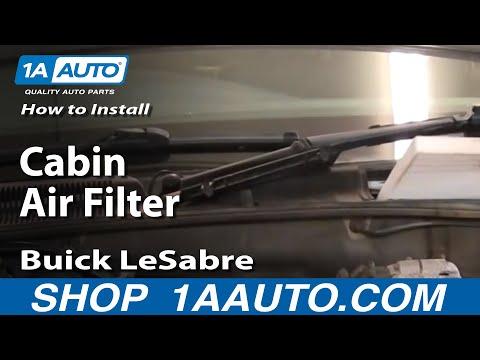 1A AUTO
QUALITY AUTO PARTS
How to Install
Cabin
Air Filter
Buick LeSabre
SHOP 1AAUTO.COM